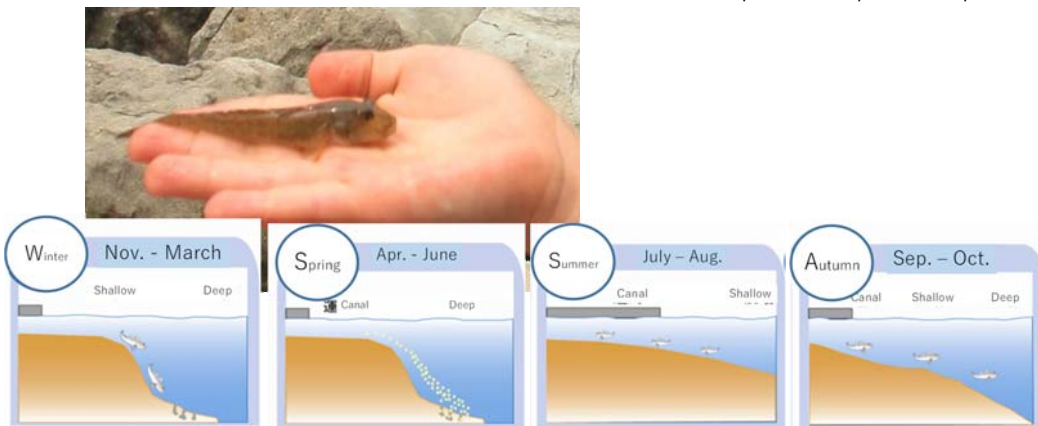 Winter
Nov. - March
Shallow
Deep
Spring
Apr. - June
Canal
Deep
Summer
July – Aug.
Canal
Shallow
Autumn
Sep. – Oct.
Canal
Shallow
Deep